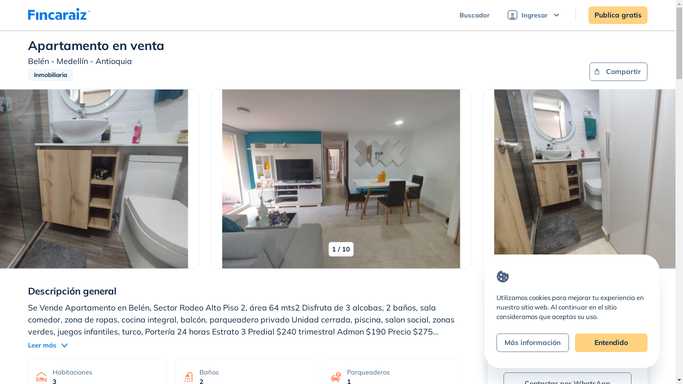 Fincaraiz
Buscador
Ingresar
Publica gratis
Apartamento en venta
Belén - Medellín - Antioquia
Inmobiliaria
Compartir
1 / 10
Descripción general
Se Vende Apartamento en Belén, Sector Rodeo Alto Piso 2, área 64 mts2 Disfruta de 3 alcobas, 2 baños, sala
comedor, zona de ropas, cocina integral, balcón, parqueadero privado Unidad cerrada, piscina, salon social, zonas
verdes, juegos infantiles, turco, Portería 24 horas Estrato 3 Predial $240 trimestral Admon $190 Precio $275...
Leer más
Habitaciones
3
Baños
2
Parqueaderos
1
Utilizamos cookies para mejorar tu experiencia en
nuestro sitio web. Al continuar en el sitio
consideramos que aceptas su uso.
Más información
Entendido
Contactar por WhatsApp